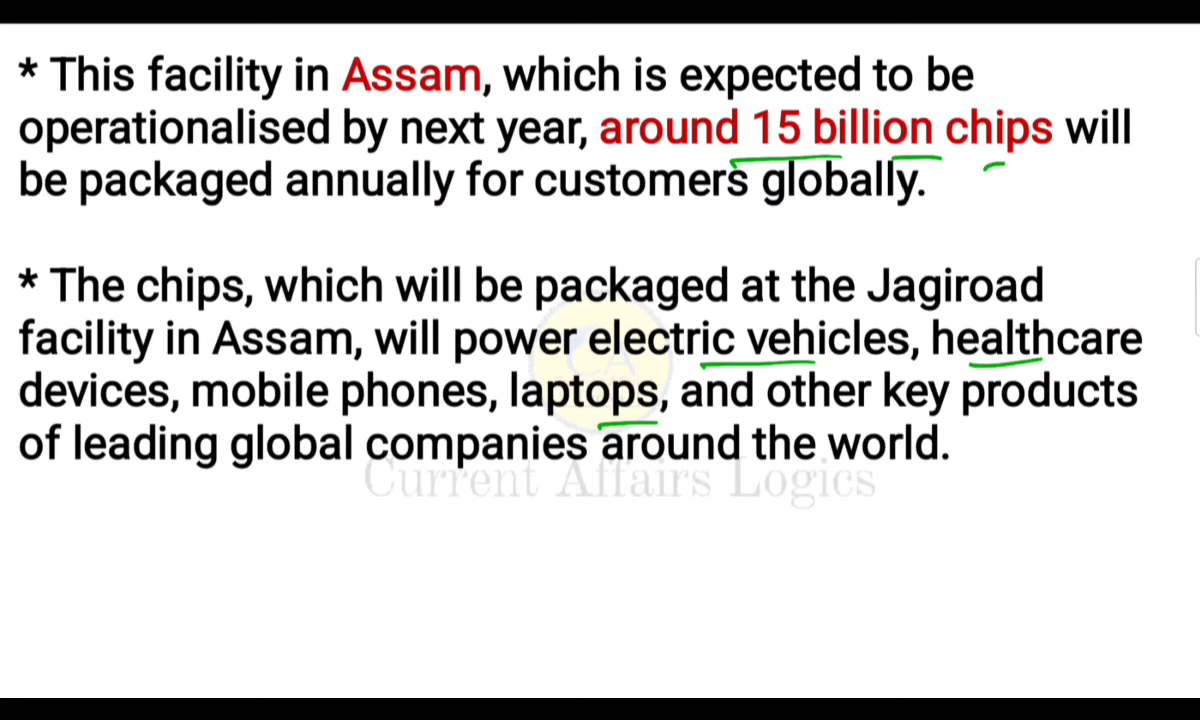 * This facility in Assam, which is expected to be
operationalised by next year, around 15 billion chips will
be packaged annually for customers globally.
* The chips, which will be packaged at the Jagiroad
facility in Assam, will power electric vehicles, healthcare
devices, mobile phones, laptops, and other key products
of leading global companies around the world.
CA
Current Affairs Logics